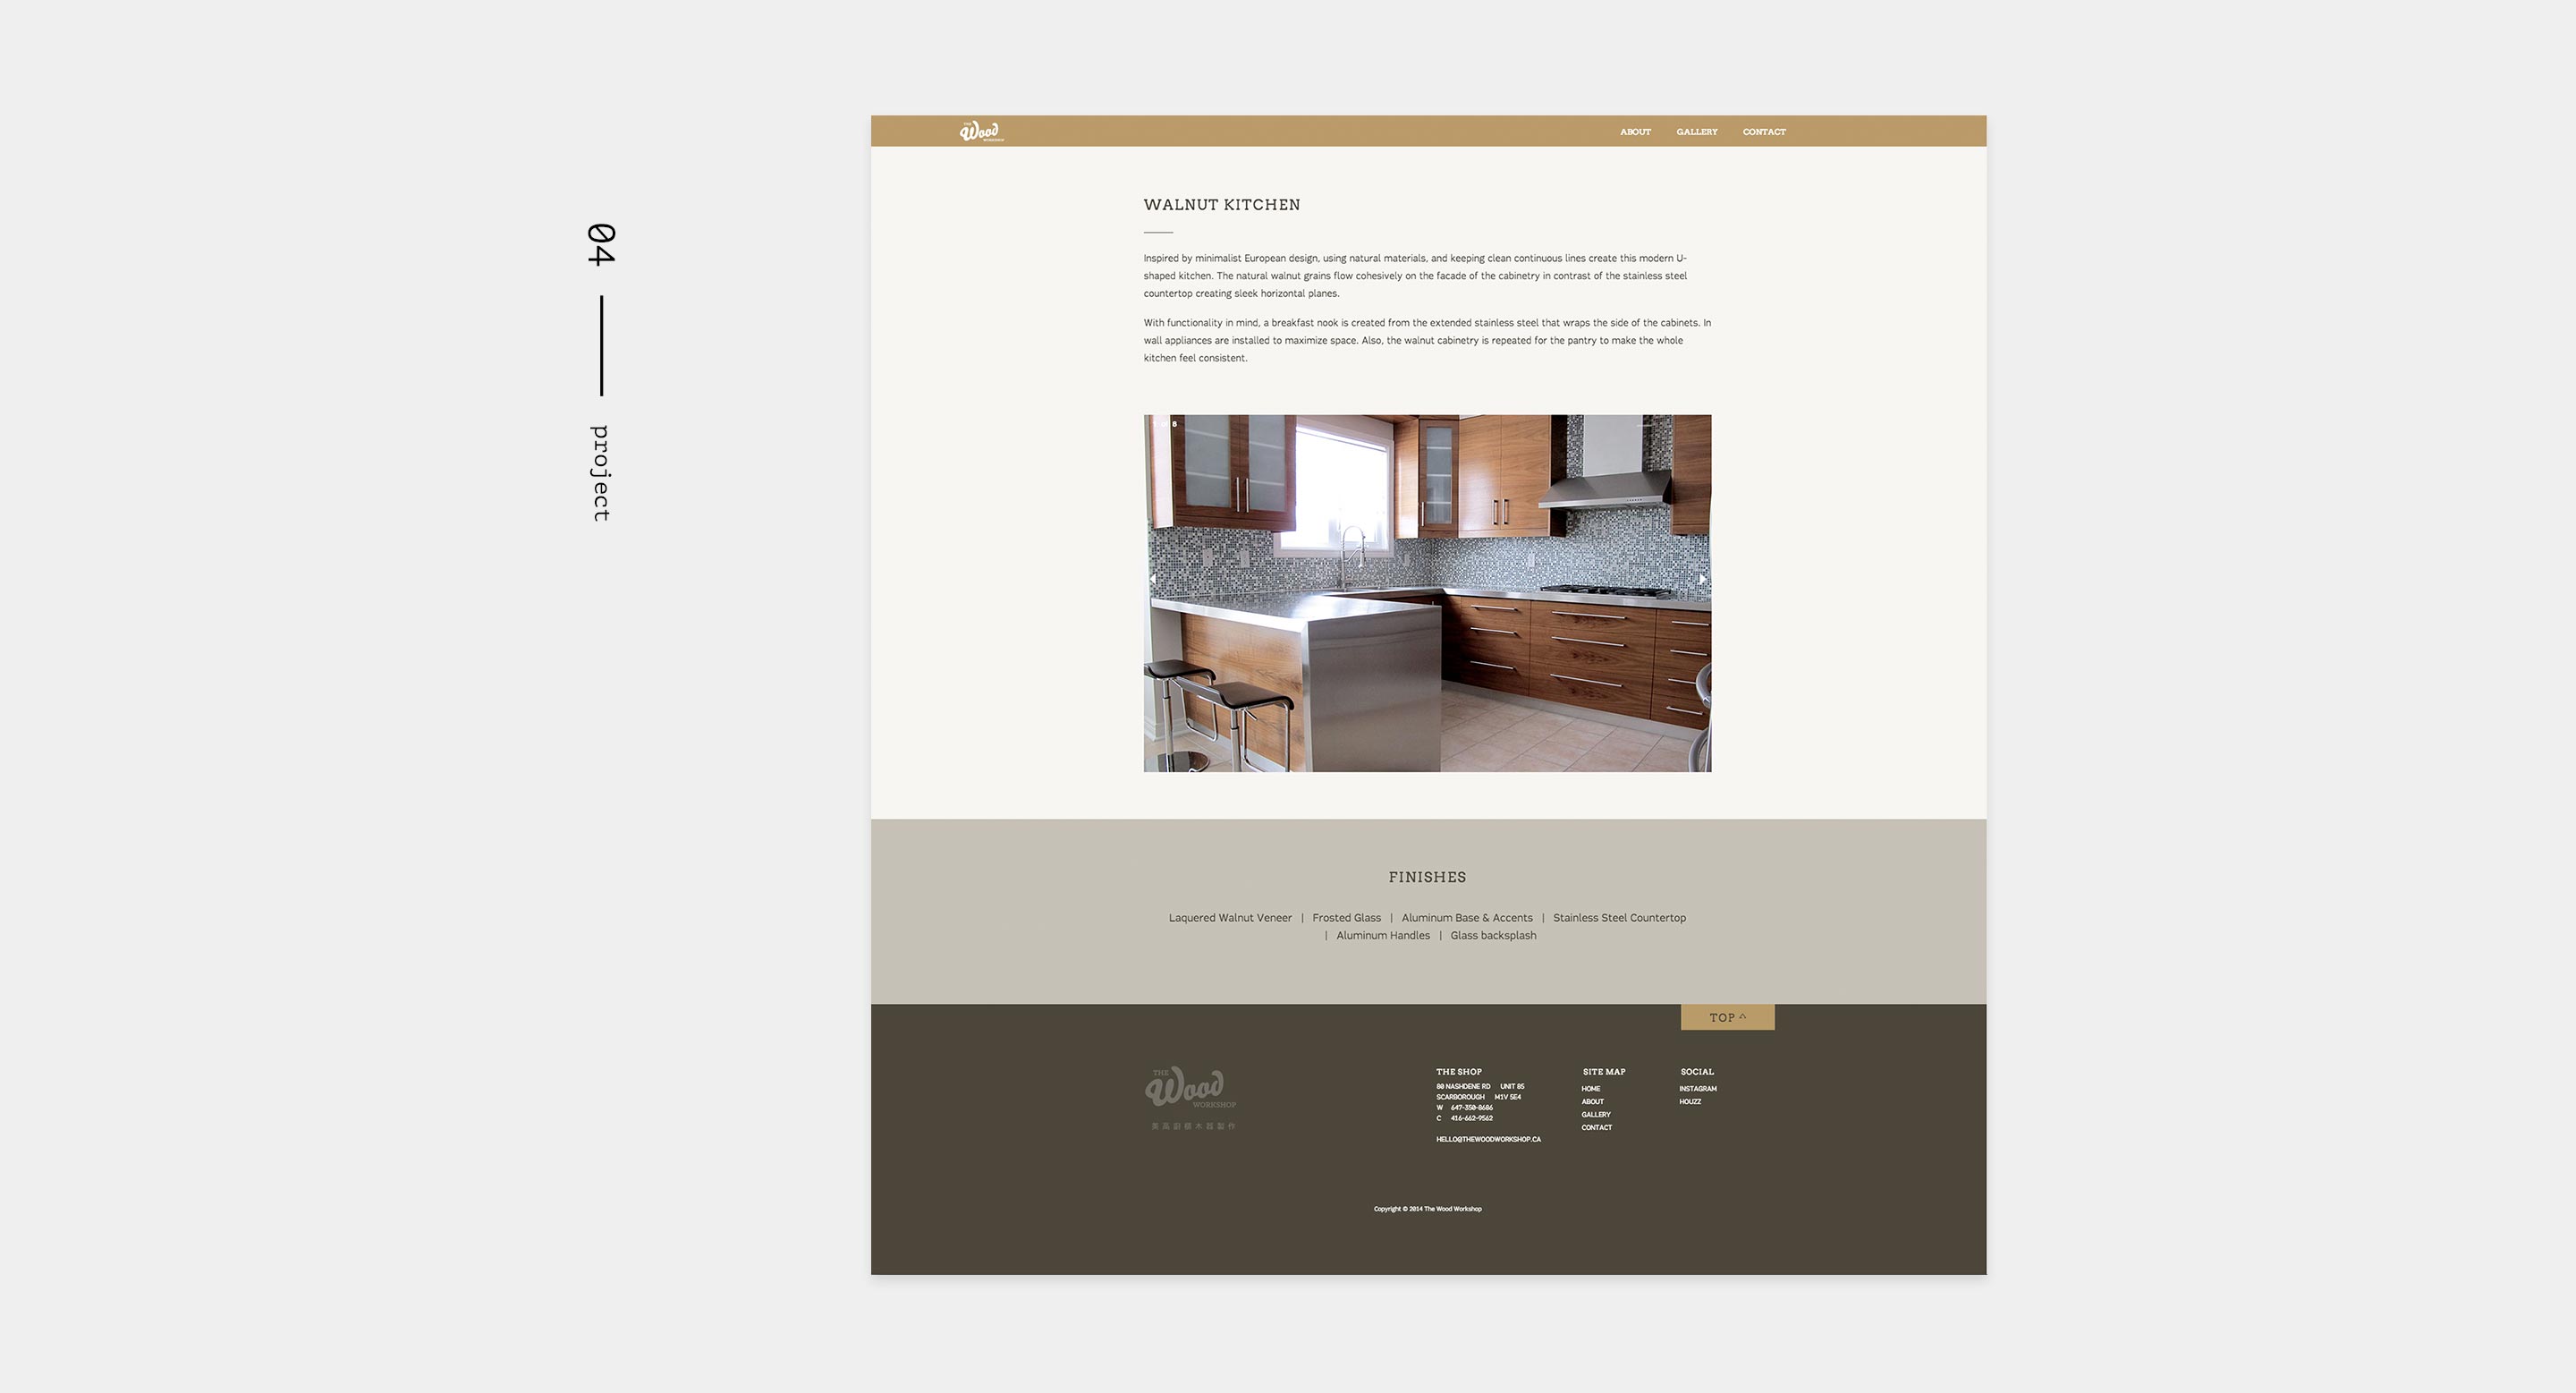 04
project
THE
Wood
WORKSHOP
ABOUT GALLERY CONTACT
WALNUT KITCHEN
Inspired by minimalist European design, using natural materials, and keeping clean continuous lines create this modern U-
shaped kitchen. The natural walnut grains flow cohesively on the facade of the cabinetry in contrast of the stainless steel
countertop creating sleek horizontal planes.
With functionality in mind, a breakfast nook is created from the extended stainless steel that wraps the side of the cabinets. In
wall appliances are installed to maximize space. Also, the walnut cabinetry is repeated for the pantry to make the whole
kitchen feel consistent.
FINISHES
Laquered Walnut Veneer | Frosted Glass | Aluminum Base & Accents | Stainless Steel Countertop
| Aluminum Handles | Glass backsplash
TOP ^
THE
Wood
WORKSHOP
THE SHOP
80 NASHDENE RD UNIT 85
SCARBOROUGH M1V 5E4
W 647-350-8686
C 416-662-9562
HELLO@THEWOODWORKSHOP.CA
SITE MAP
HOME
ABOUT
GALLERY
CONTACT
SOCIAL
INSTAGRAM
HOUZZ
Copyright © 2014 The Wood Workshop